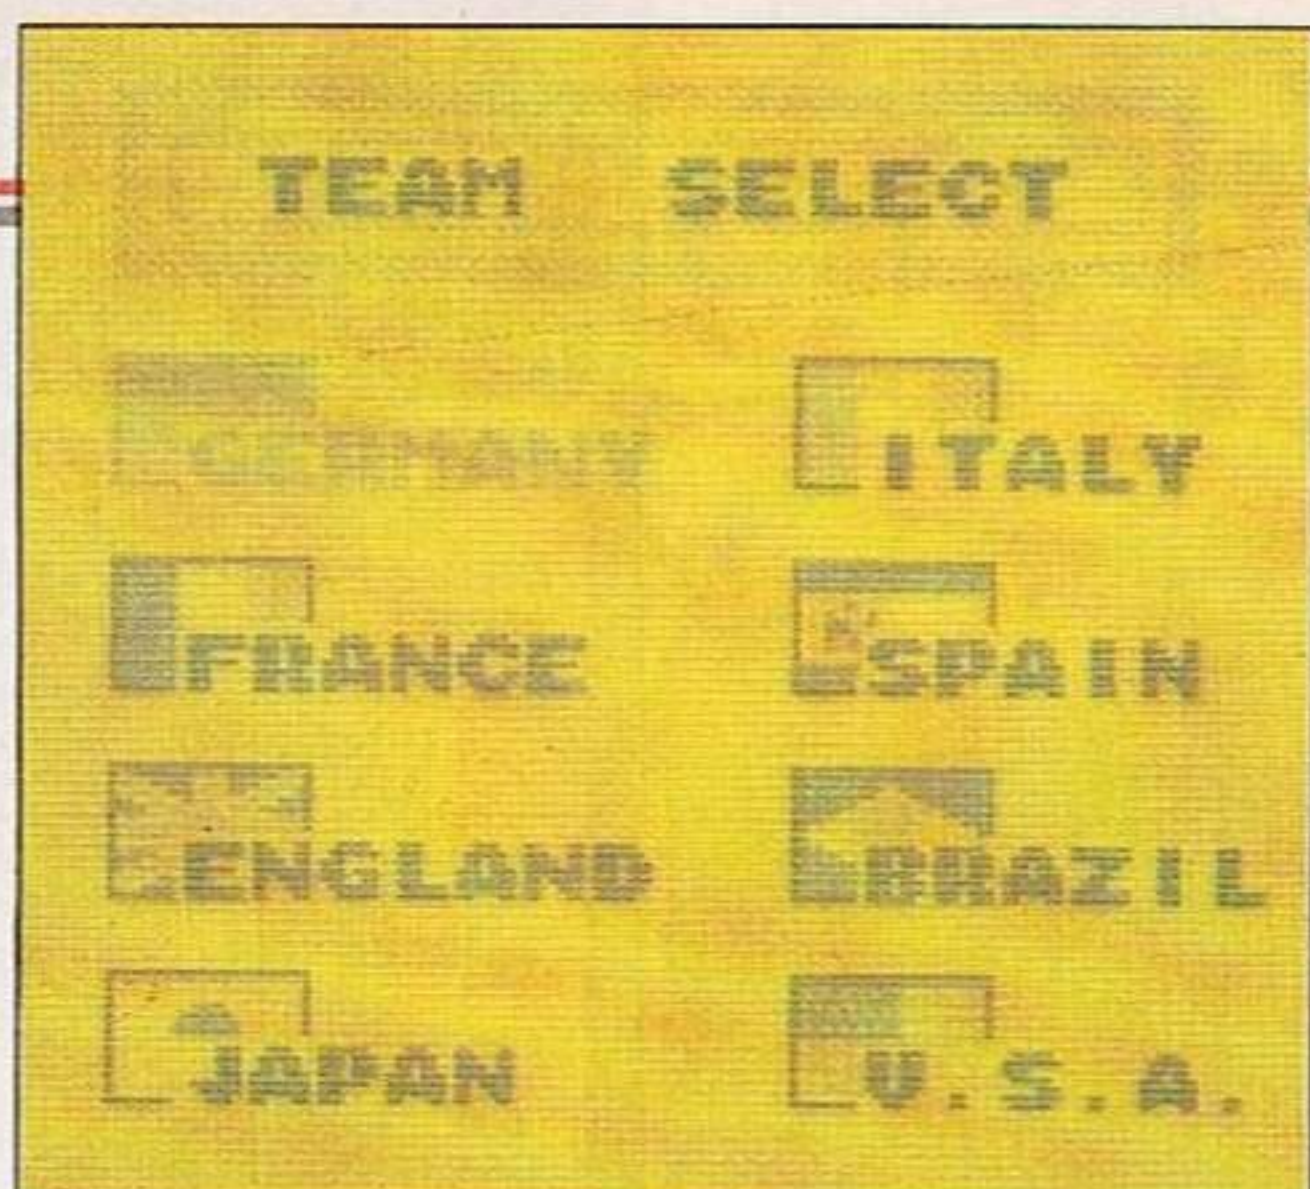 TEAM SELECT
GERMANY ITALY
FRANCE SPAIN
ENGLAND BRAZIL
JAPAN U.S.A.